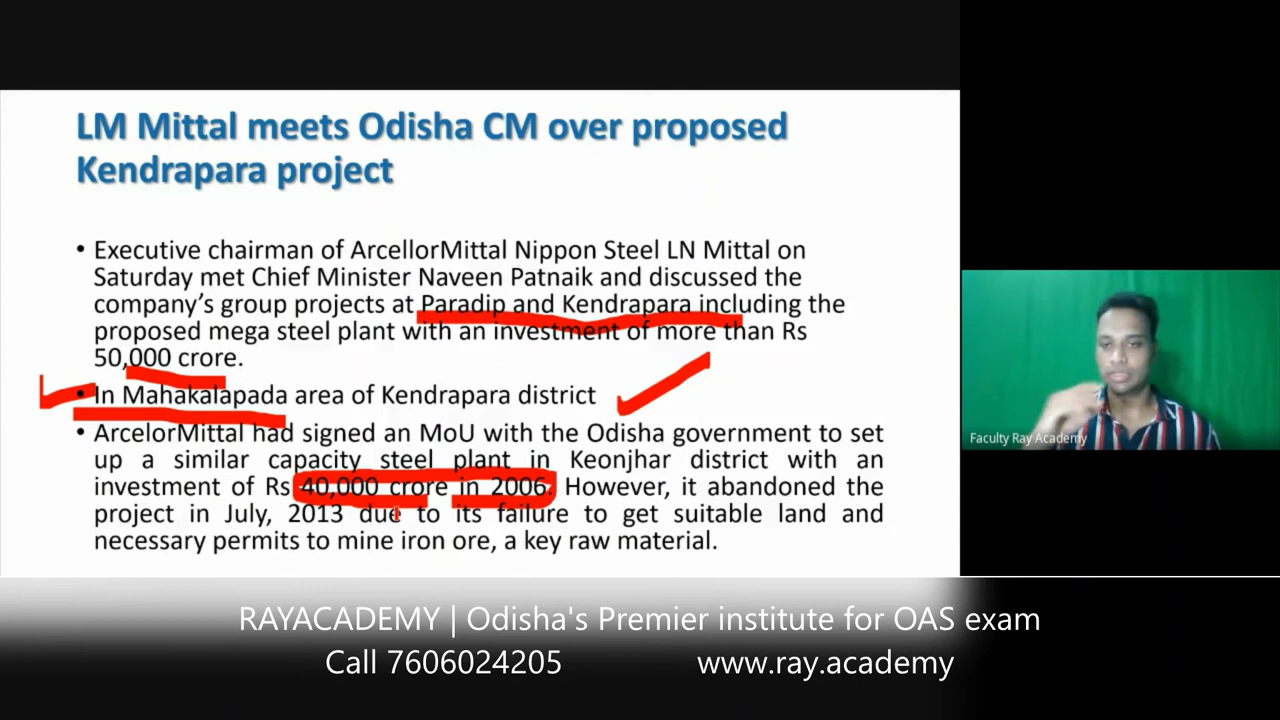 LM Mittal meets Odisha CM over proposed
Kendrapara project
• Executive chairman of ArcellorMittal Nippon Steel LN Mittal on
Saturday met Chief Minister Naveen Patnaik and discussed the
company's group projects at Paradip and Kendrapara including the
proposed mega steel plant with an investment of more than Rs
50,000 crore.
• In Mahakalapada area of Kendrapara district
• ArcelorMittal had signed an MoU with the Odisha government to set
up a similar capacity steel plant in Keonjhar district with an
investment of Rs 40,000 crore in 2006. However, it abandoned the
project in July, 2013 due to its failure to get suitable land and
necessary permits to mine iron ore, a key raw material.
Faculty Ray Academy
RAYACADEMY | Odisha's Premier institute for OAS exam
Call 7606024205 www.ray.academy